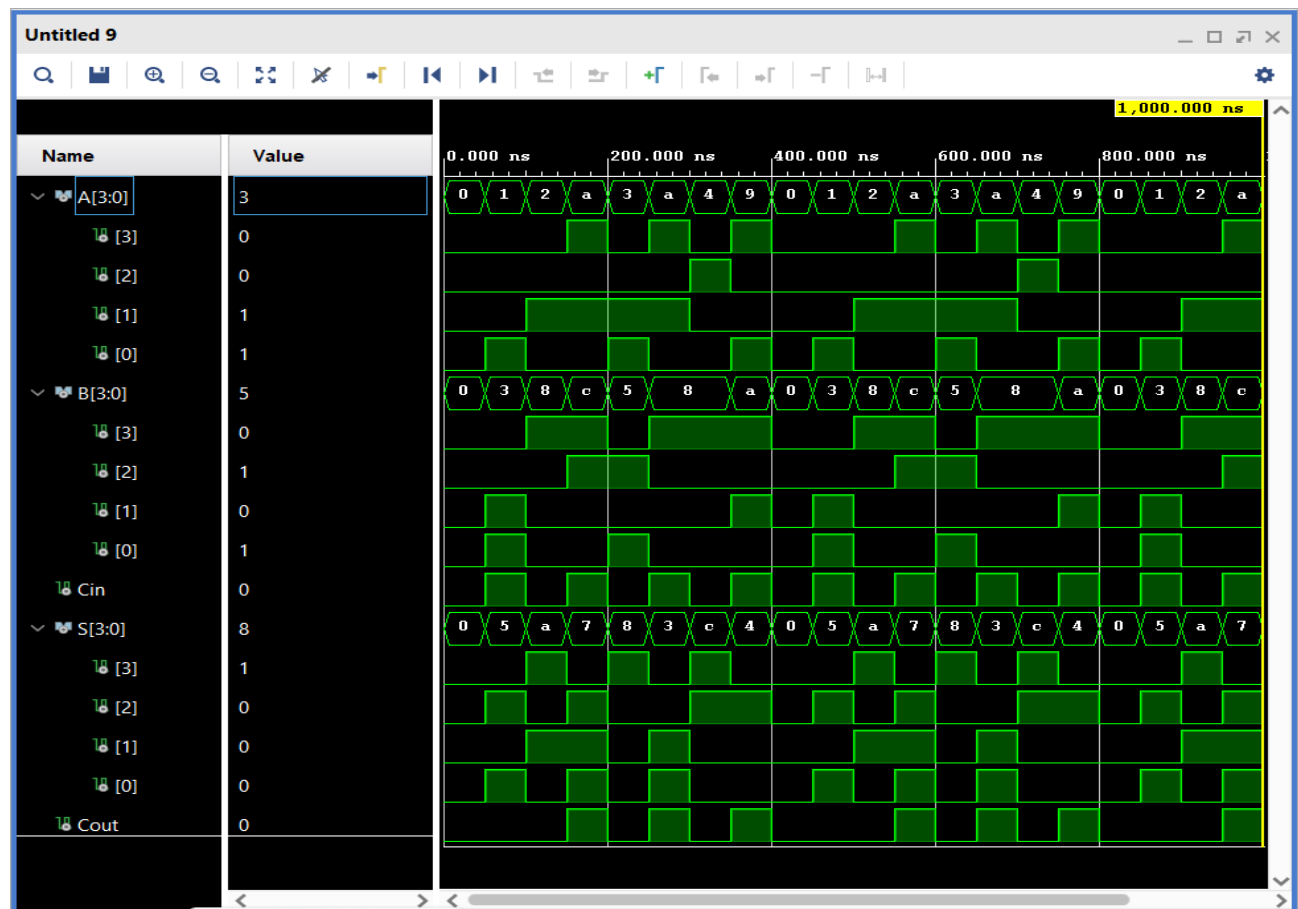 Untitled 9
1,000.000 ns
Name Value 0.000 ns 200.000 ns 400.000 ns 600.000 ns 800.000 ns
A[3:0] 3 0 1 2 a 3 a 4 9 0 1 2 a 3 a 4 9 0 1 2 a
[3] 0
[2] 0
[1] 1
[0] 1
B[3:0] 5 0 3 8 c 5 8 a 0 3 8 c 5 8 a 0 3 8 c
[3] 0
[2] 1
[1] 0
[0] 1
Cin 0
S[3:0] 8 0 5 a 7 8 3 c 4 0 5 a 7 8 3 c 4 0 5 a 7
[3] 1
[2] 0
[1] 0
[0] 0
Cout 0